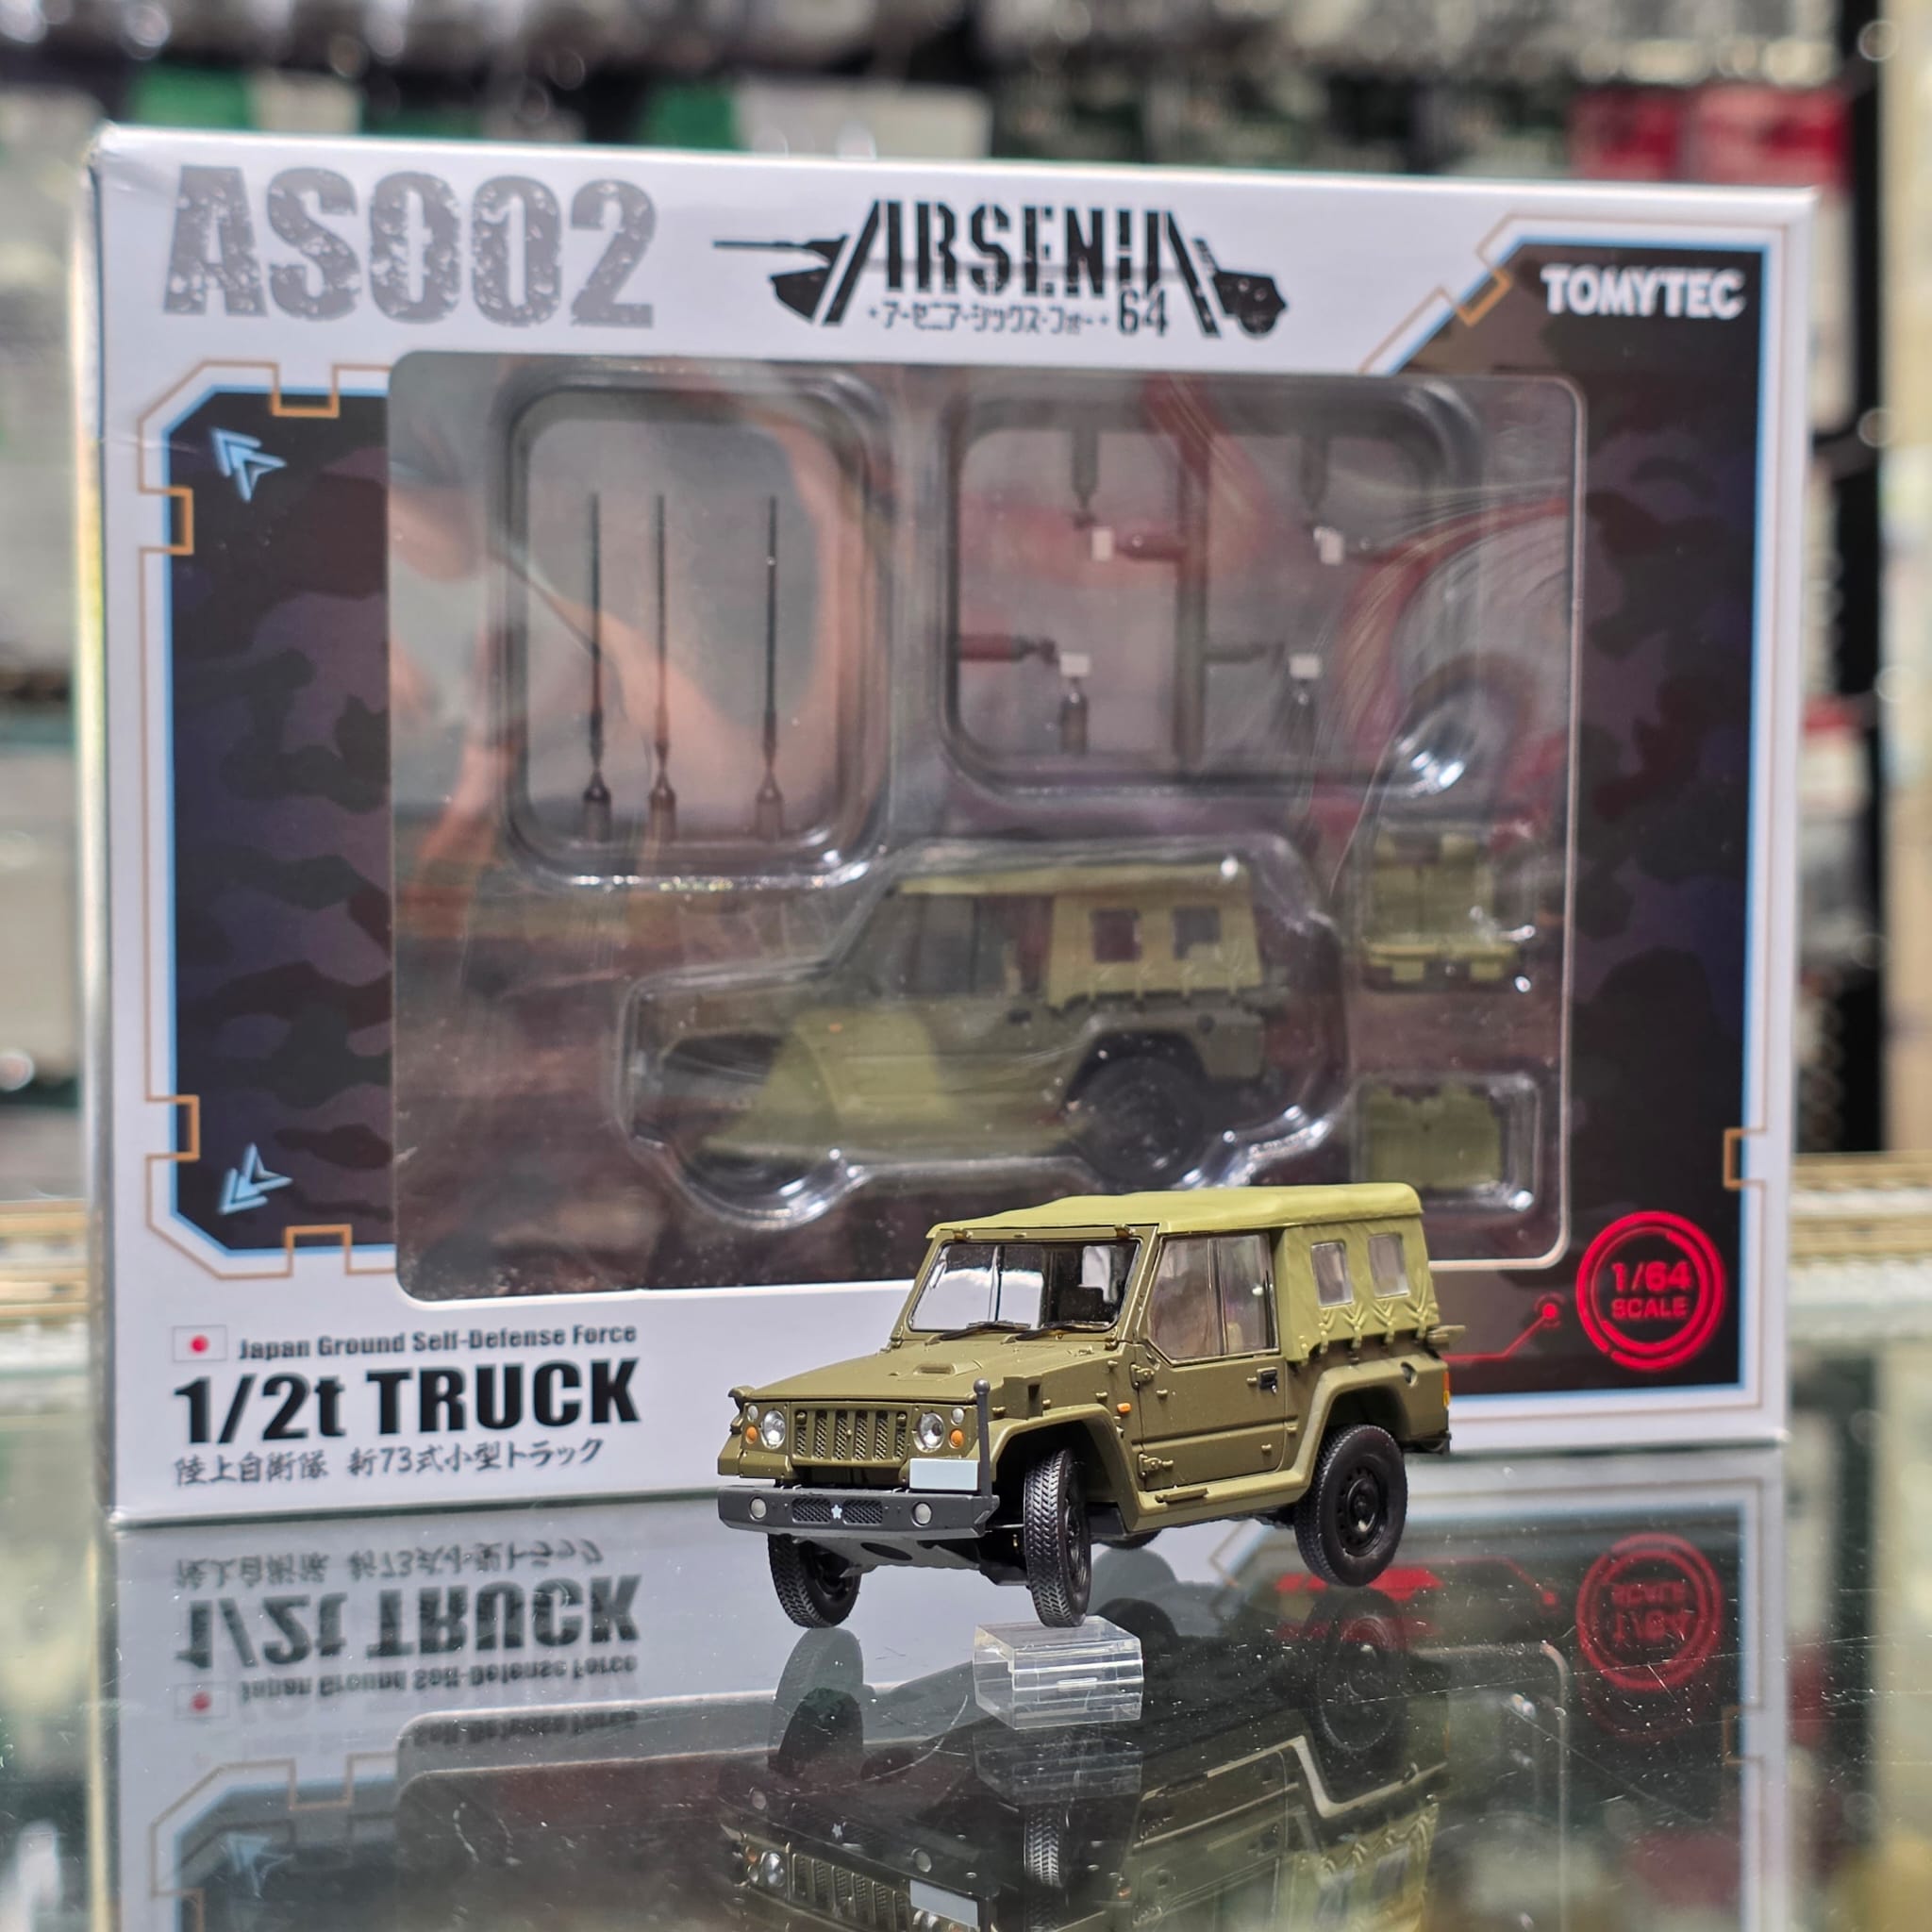 AS002
ARSENIA
・アーセニア・シックス・フォー・64
TOMYTEC
1/64
SCALE
Japan Ground Self-Defense Force
1/2t TRUCK
陸上自衛隊 新73式小型トラック